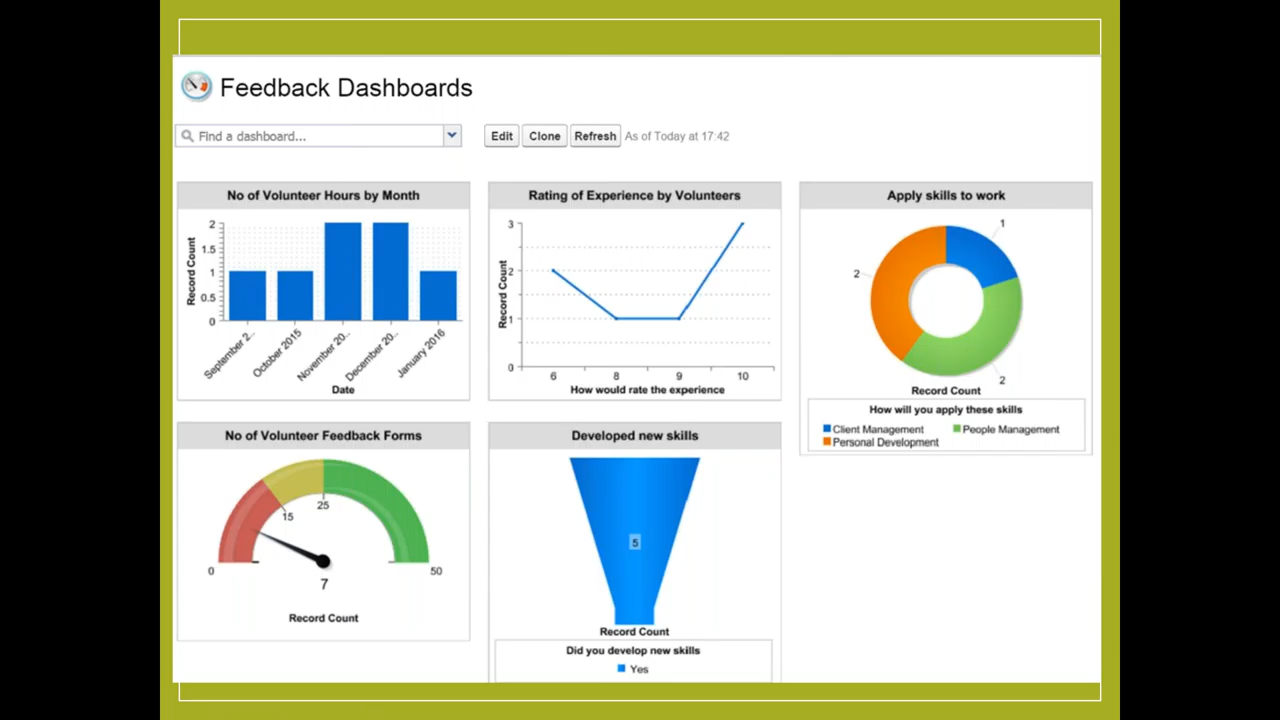 Feedback Dashboards
Find a dashboard...
Edit Clone Refresh As of Today at 17:42
No of Volunteer Hours by Month
Record Count
2
1.5
1
0.5
0
September 2..
October 2015
November 20..
December 20..
January 2016
Date
Rating of Experience by Volunteers
Record Count
3
2
1
0
6 8 9 10
How would rate the experience
Apply skills to work
1
2
2
Record Count
How will you apply these skills
Client Management People Management
Personal Development
No of Volunteer Feedback Forms
0 15 25 50
7
Record Count
Developed new skills
5
Record Count
Did you develop new skills
Yes